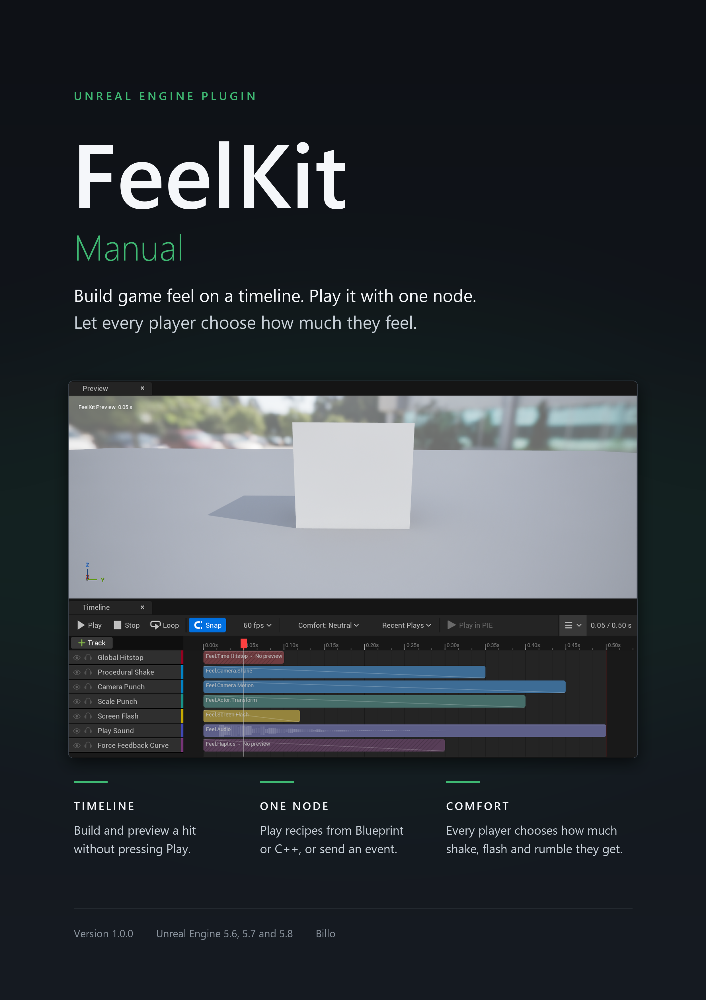 UNREAL ENGINE PLUGIN
FeelKit
Manual
Build game feel on a timeline. Play it with one node.
Let every player choose how much they feel.
Preview ×
FeelKit Preview 0.05 s
Z
X
Y
Timeline ×
Play Stop Loop Snap 60 fps Comfort: Neutral Recent Plays Play in PIE 0.05 / 0.50 s
+ Track 0.00s 0.05s 0.10s 0.15s 0.20s 0.25s 0.30s 0.35s 0.40s 0.45s 0.50s
Global Hitstop Feel.Time.Hitstop - No preview
Procedural Shake Feel.Camera.Shake
Camera Punch Feel.Camera.Motion
Scale Punch Feel.Actor.Transform
Screen Flash Feel.Screen.Flash
Play Sound Feel.Audio
Force Feedback Curve Feel.Haptics - No preview
TIMELINE
Build and preview a hit
without pressing Play.
ONE NODE
Play recipes from Blueprint
or C++, or send an event.
COMFORT
Every player chooses how much
shake, flash and rumble they get.
Version 1.0.0 Unreal Engine 5.6, 5.7 and 5.8 Billo